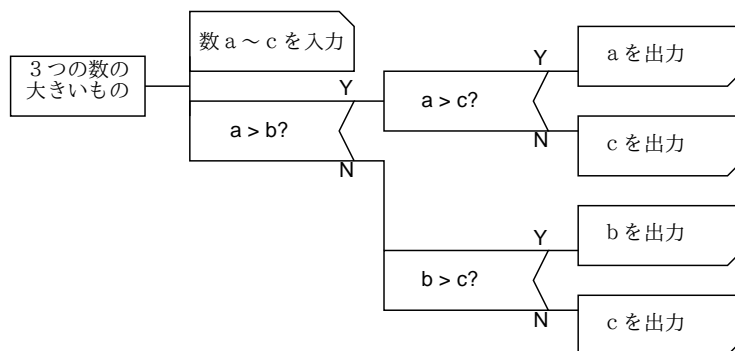 ３つの数の
大きいもの
数ａ～ｃを入力
a > b?
Y
N
a > c?
Y
N
ａを出力
ｃを出力
b > c?
Y
N
ｂを出力
ｃを出力